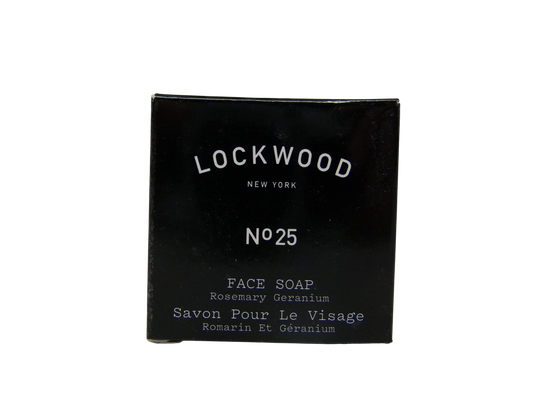 LOCKWOOD
NEW YORK
Nº25
FACE SOAP
Rosemary Geranium
Savon Pour Le Visage
Romarin Et Géranium